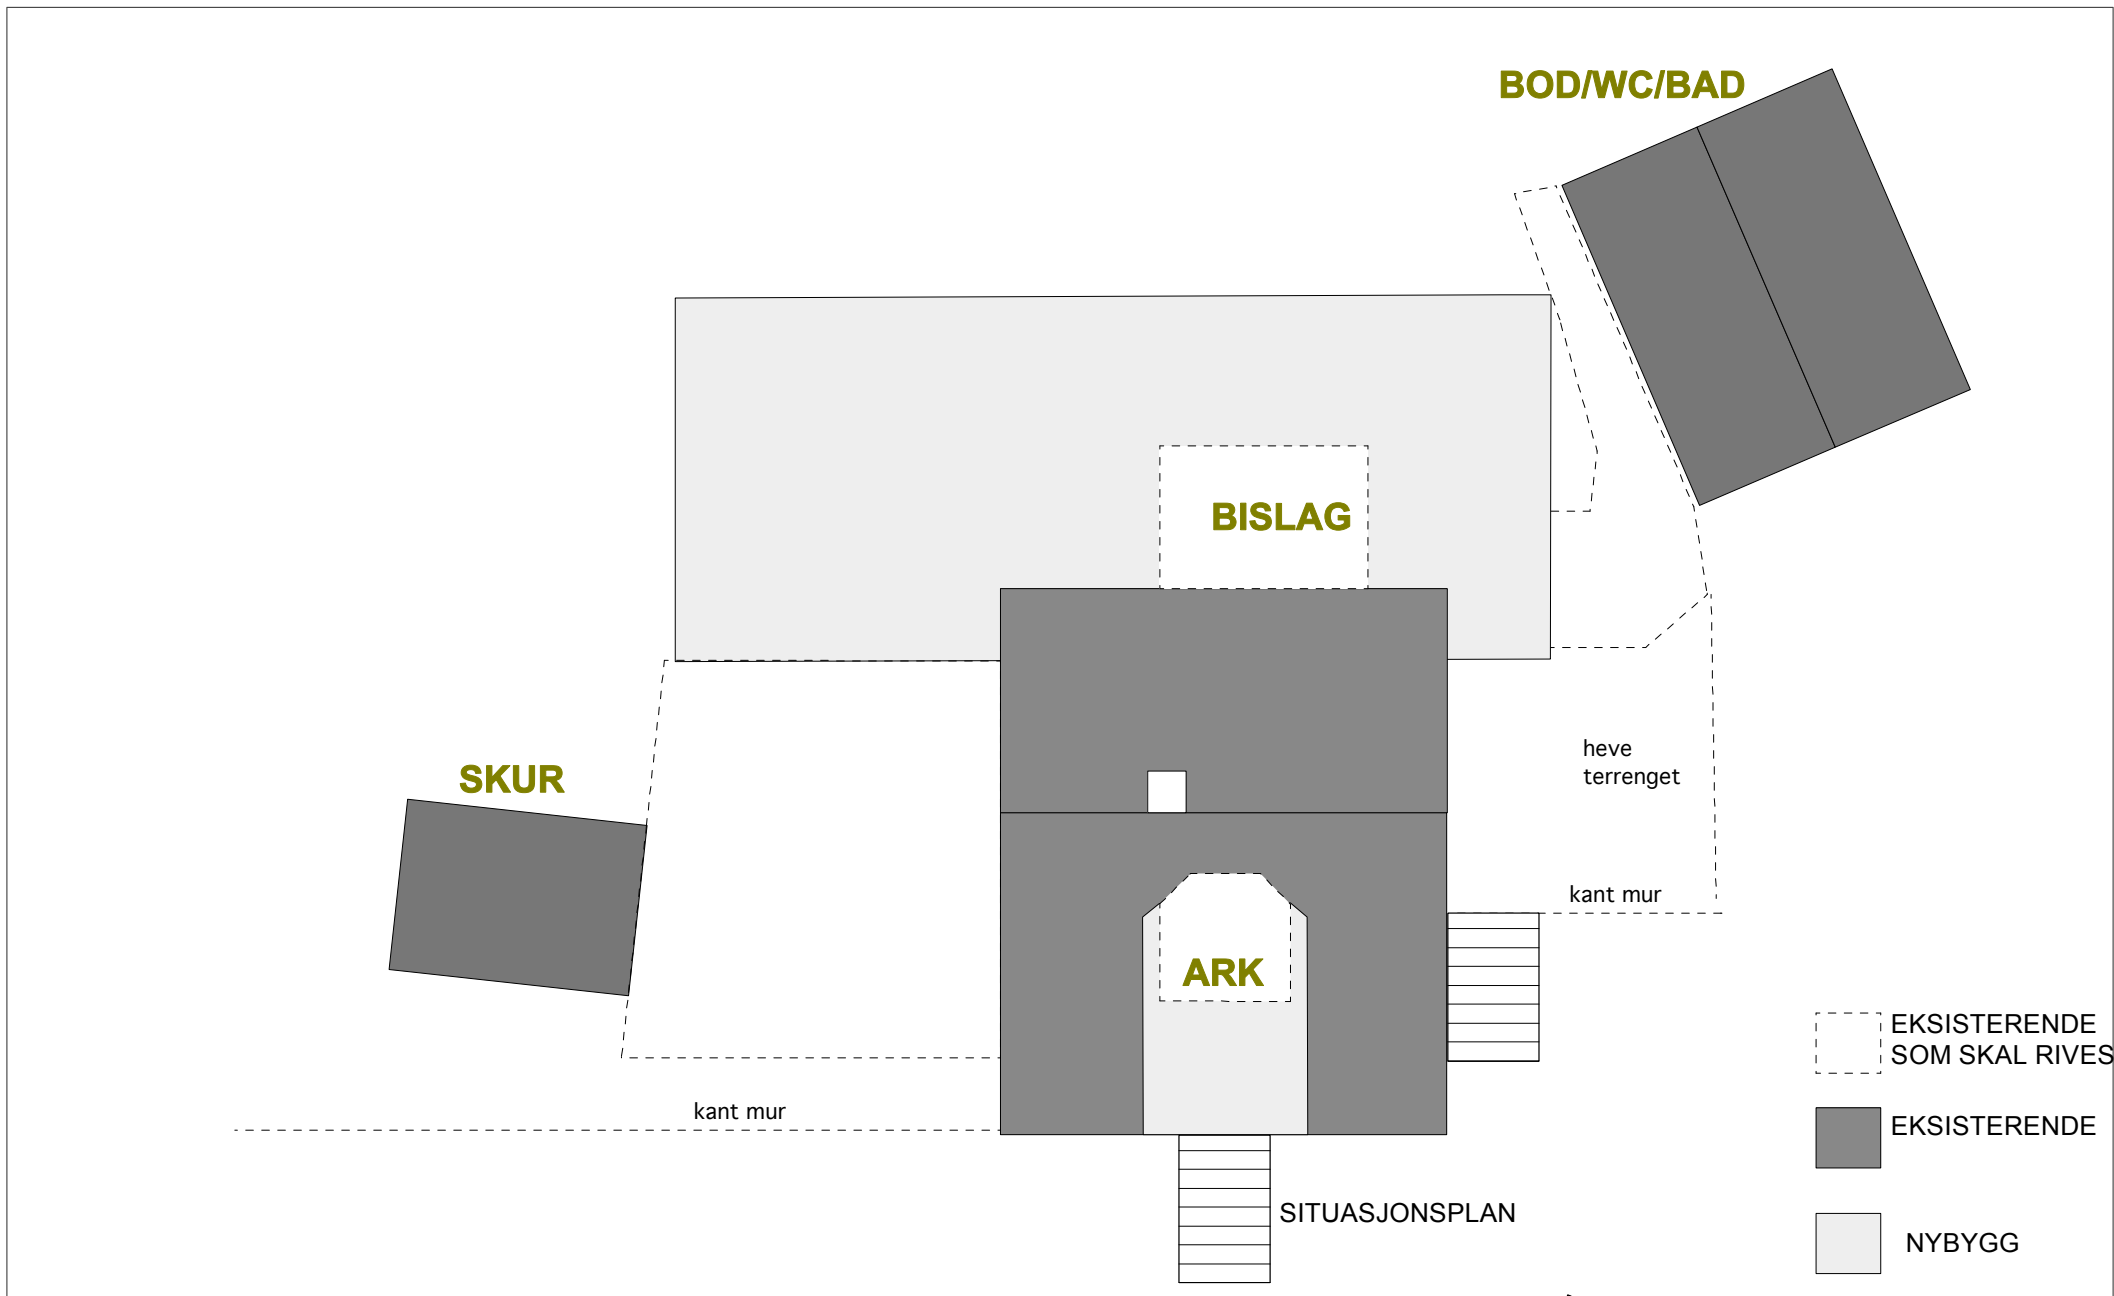 BOD/WC/BAD
BISLAG
SKUR
heve
terrenget
kant mur
ARK
EKSISTERENDE
SOM SKAL RIVES
kant mur
EKSISTERENDE
SITUASJONSPLAN
NYBYGG